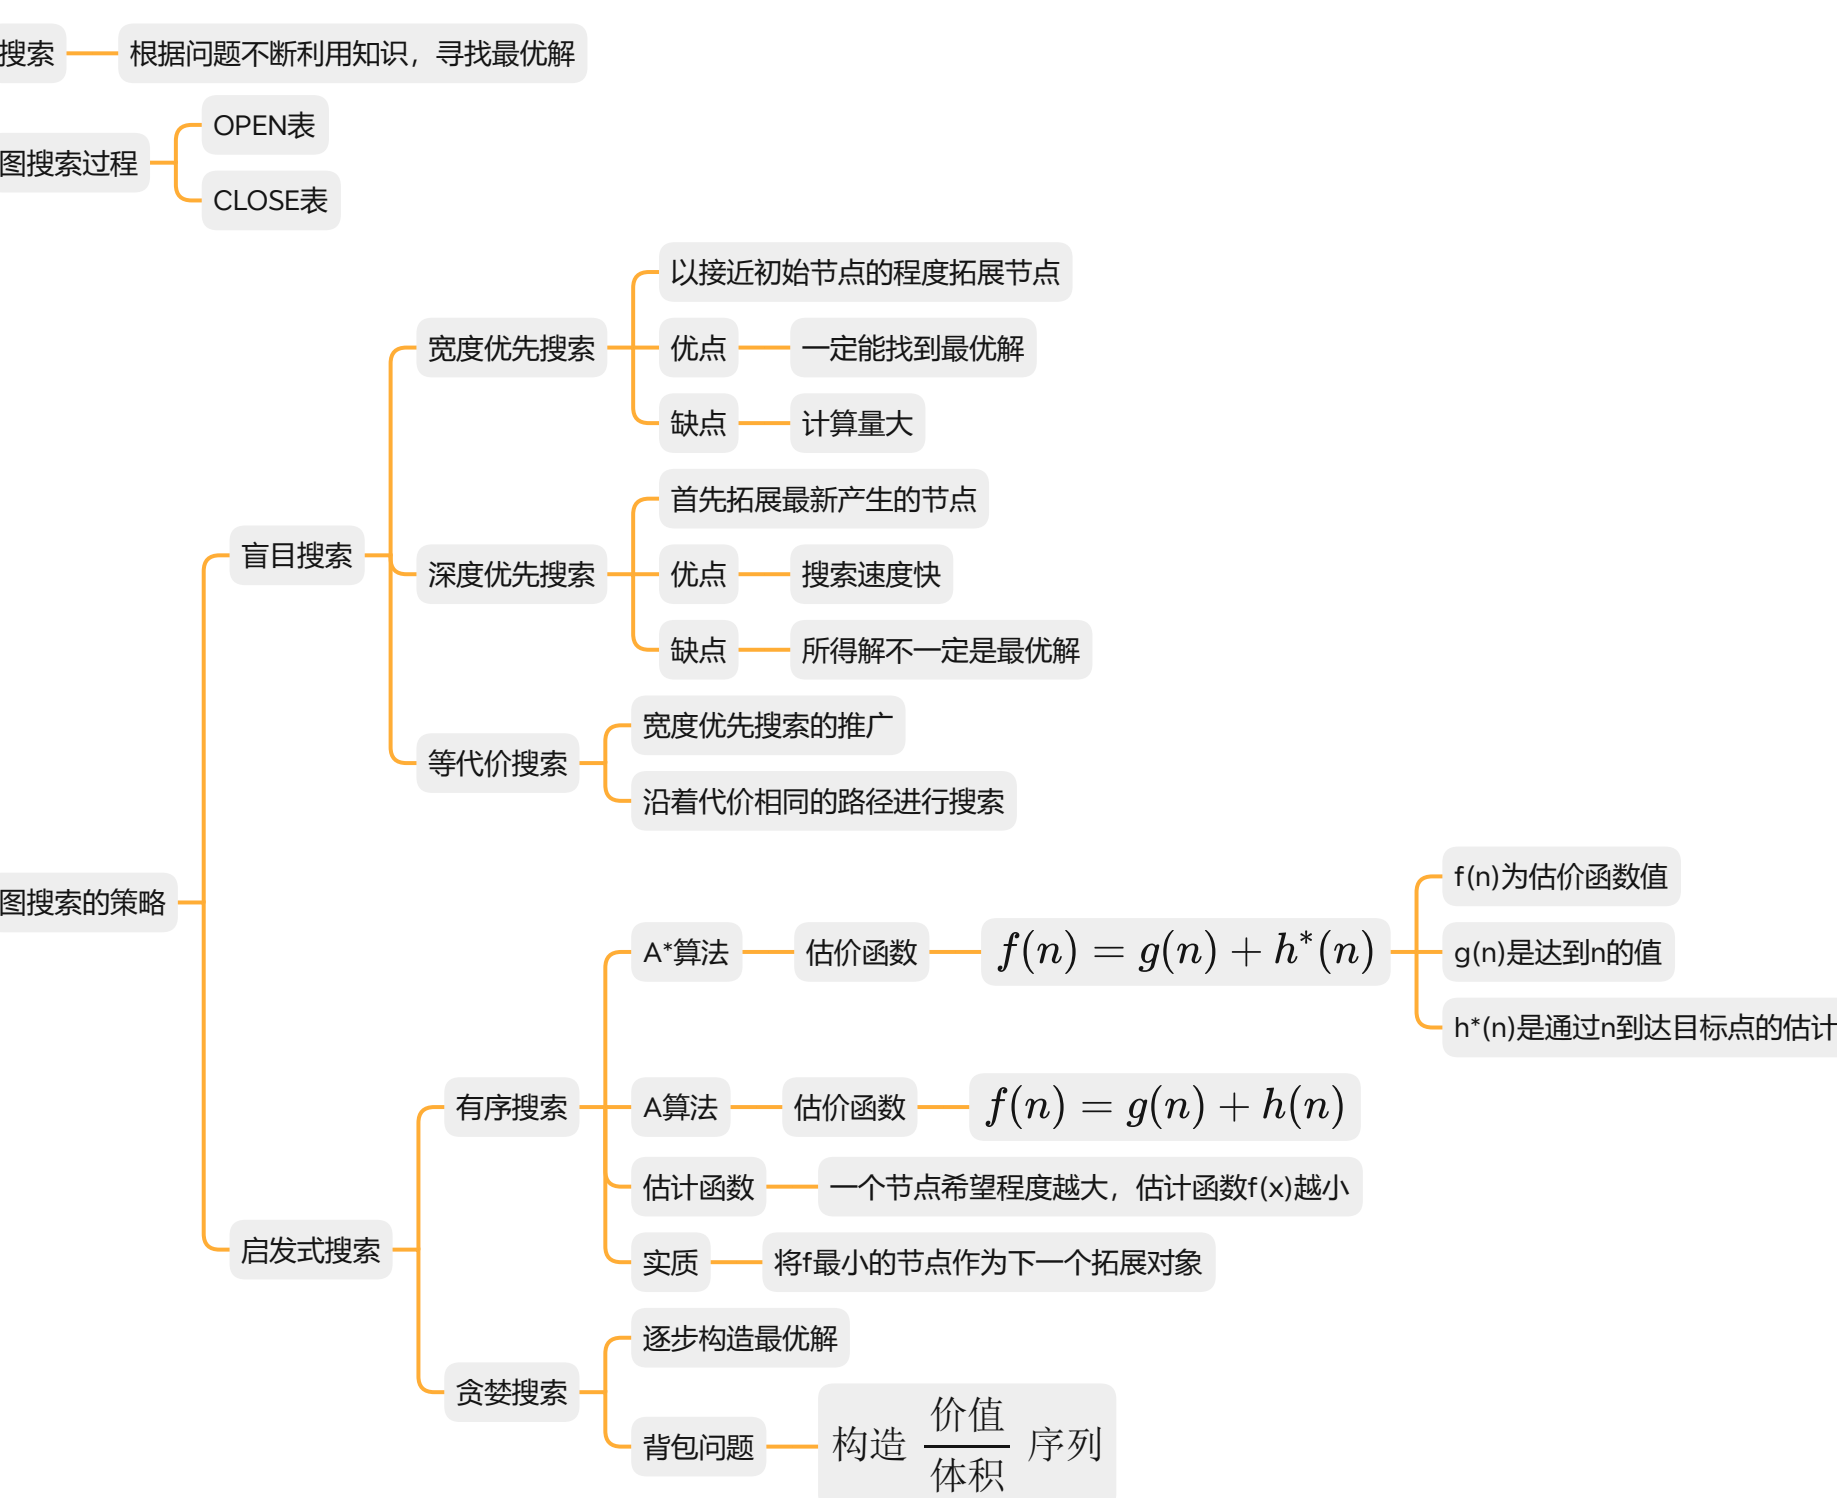 搜索
根据问题不断利用知识，寻找最优解
图搜索过程
OPEN表
CLOSE表
图搜索的策略
盲目搜索
宽度优先搜索
以接近初始节点的程度拓展节点
优点
一定能找到最优解
缺点
计算量大
深度优先搜索
首先拓展最新产生的节点
优点
搜索速度快
缺点
所得解不一定是最优解
等代价搜索
宽度优先搜索的推广
沿着代价相同的路径进行搜索
启发式搜索
有序搜索
A*算法
估价函数
f(n) = g(n) + h*(n)
f(n)为估价函数值
g(n)是达到n的值
h*(n)是通过n到达目标点的估计
A算法
估价函数
f(n) = g(n) + h(n)
估计函数
一个节点希望程度越大，估计函数f(x)越小
实质
将f最小的节点作为下一个拓展对象
贪婪搜索
逐步构造最优解
背包问题
构造 价值/体积 序列